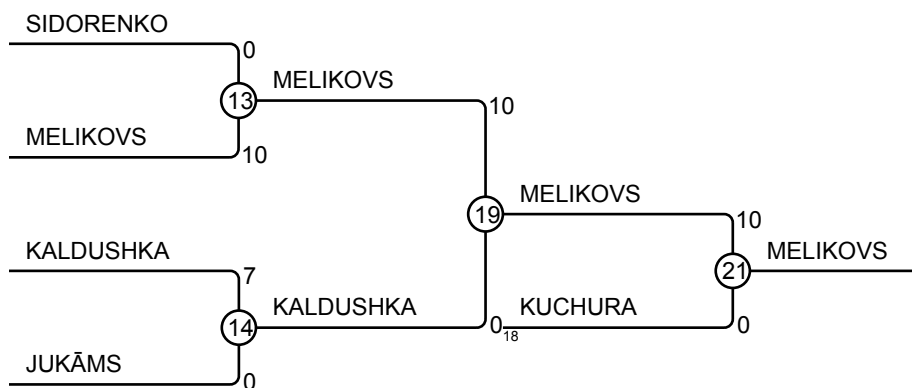 SIDORENKO
0
13
MELIKOVS
10
MELIKOVS
10
19
MELIKOVS
10
KALDUSHKA
7
21
MELIKOVS
14
KALDUSHKA
0
18
KUCHURA
0
JUKĀMS
0